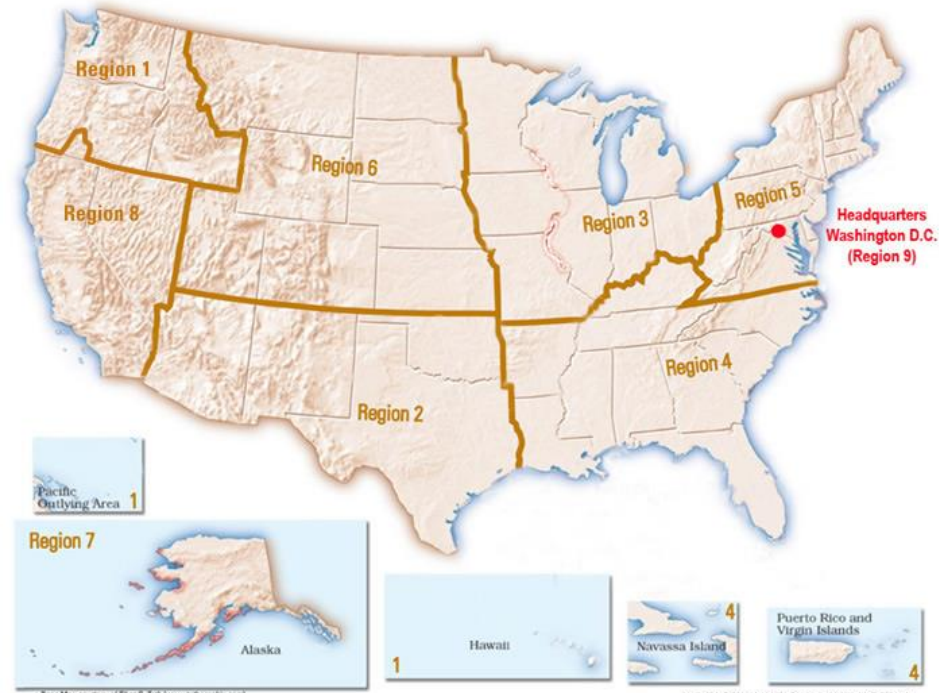 Region 1
Region 6
Region 8
Region 3
Region 5
Headquarters
Washington D.C.
(Region 9)
Region 4
Region 2
Pacific
Outlying Area 1
Region 7
Alaska
Hawaii
1
4
Navassa Island
Puerto Rico and
Virgin Islands
4